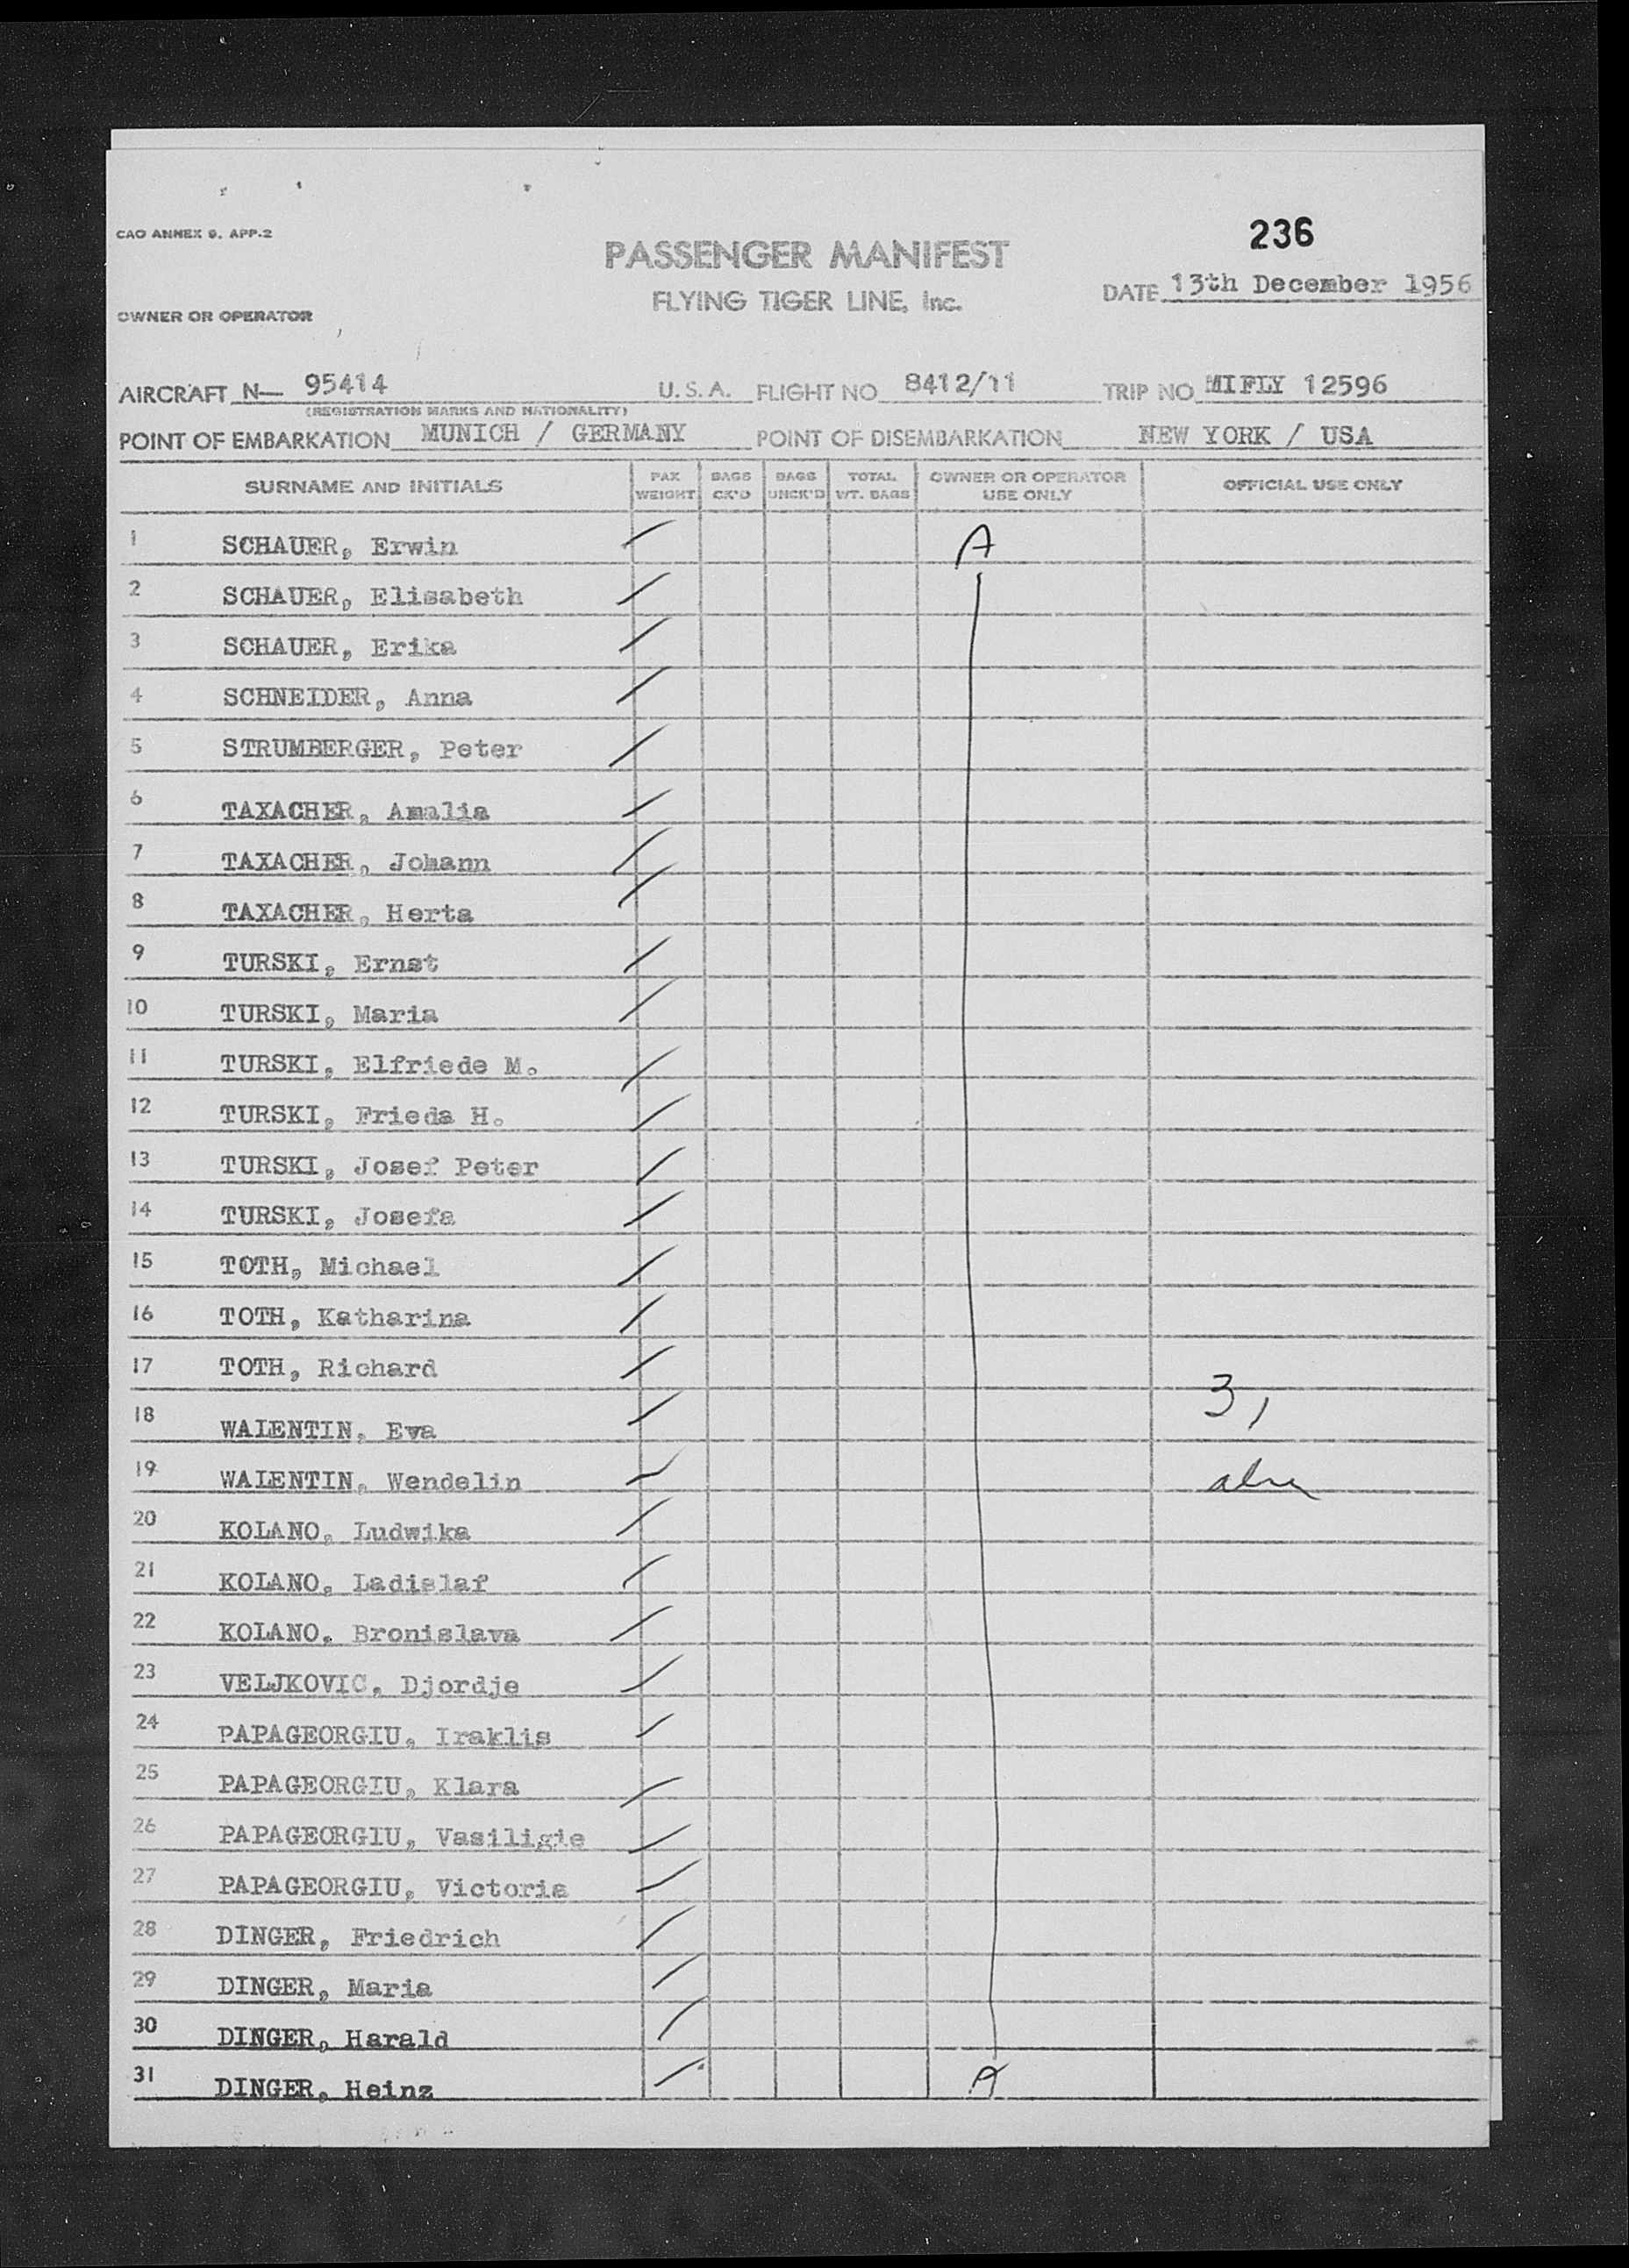 236
CAO ANNEX 9. APP.2
PASSENGER MANIFEST
DATE 13th December 1956
FLYING TIGER LINE, Inc.
OWNER OR OPERATOR
AIRCRAFT N— 95414 U.S.A. FLIGHT NO 8412/11 TRIP NO MIFLY 12596
(REGISTRATION MARKS AND NATIONALITY)
POINT OF EMBARKATION MUNICH / GERMANY POINT OF DISEMBARKATION NEW YORK / USA
SURNAME AND INITIALS PAX WEIGHT BAGS CK'D BAGS UNCK'D TOTAL WT. BAGS OWNER OR OPERATOR USE ONLY OFFICIAL USE ONLY
1 SCHAUER, Erwin A
2 SCHAUER, Elisabeth
3 SCHAUER, Erika
4 SCHNEIDER, Anna
5 STRUMBERGER, Peter
6 TAXACHER, Amalia
7 TAXACHER, Johann
8 TAXACHER, Herta
9 TURSKI, Ernst
10 TURSKI, Maria
11 TURSKI, Elfriede M.
12 TURSKI, Frieda H.
13 TURSKI, Josef Peter
14 TURSKI, Josefa
15 TOTH, Michael
16 TOTH, Katharina
17 TOTH, Richard
18 WALENTIN, Eva 31
19 WALENTIN, Wendelin
20 KOLANO, Ludwika
21 KOLANO, Ladislaf
22 KOLANO, Bronislava
23 VELJKOVIC, Djordje
24 PAPAGEORGIU, Iraklis
25 PAPAGEORGIU, Klara
26 PAPAGEORGIU, Vasiligie
27 PAPAGEORGIU, Victoria
28 DINGER, Friedrich
29 DINGER, Maria
30 DINGER, Harald
31 DINGER, Heinz A